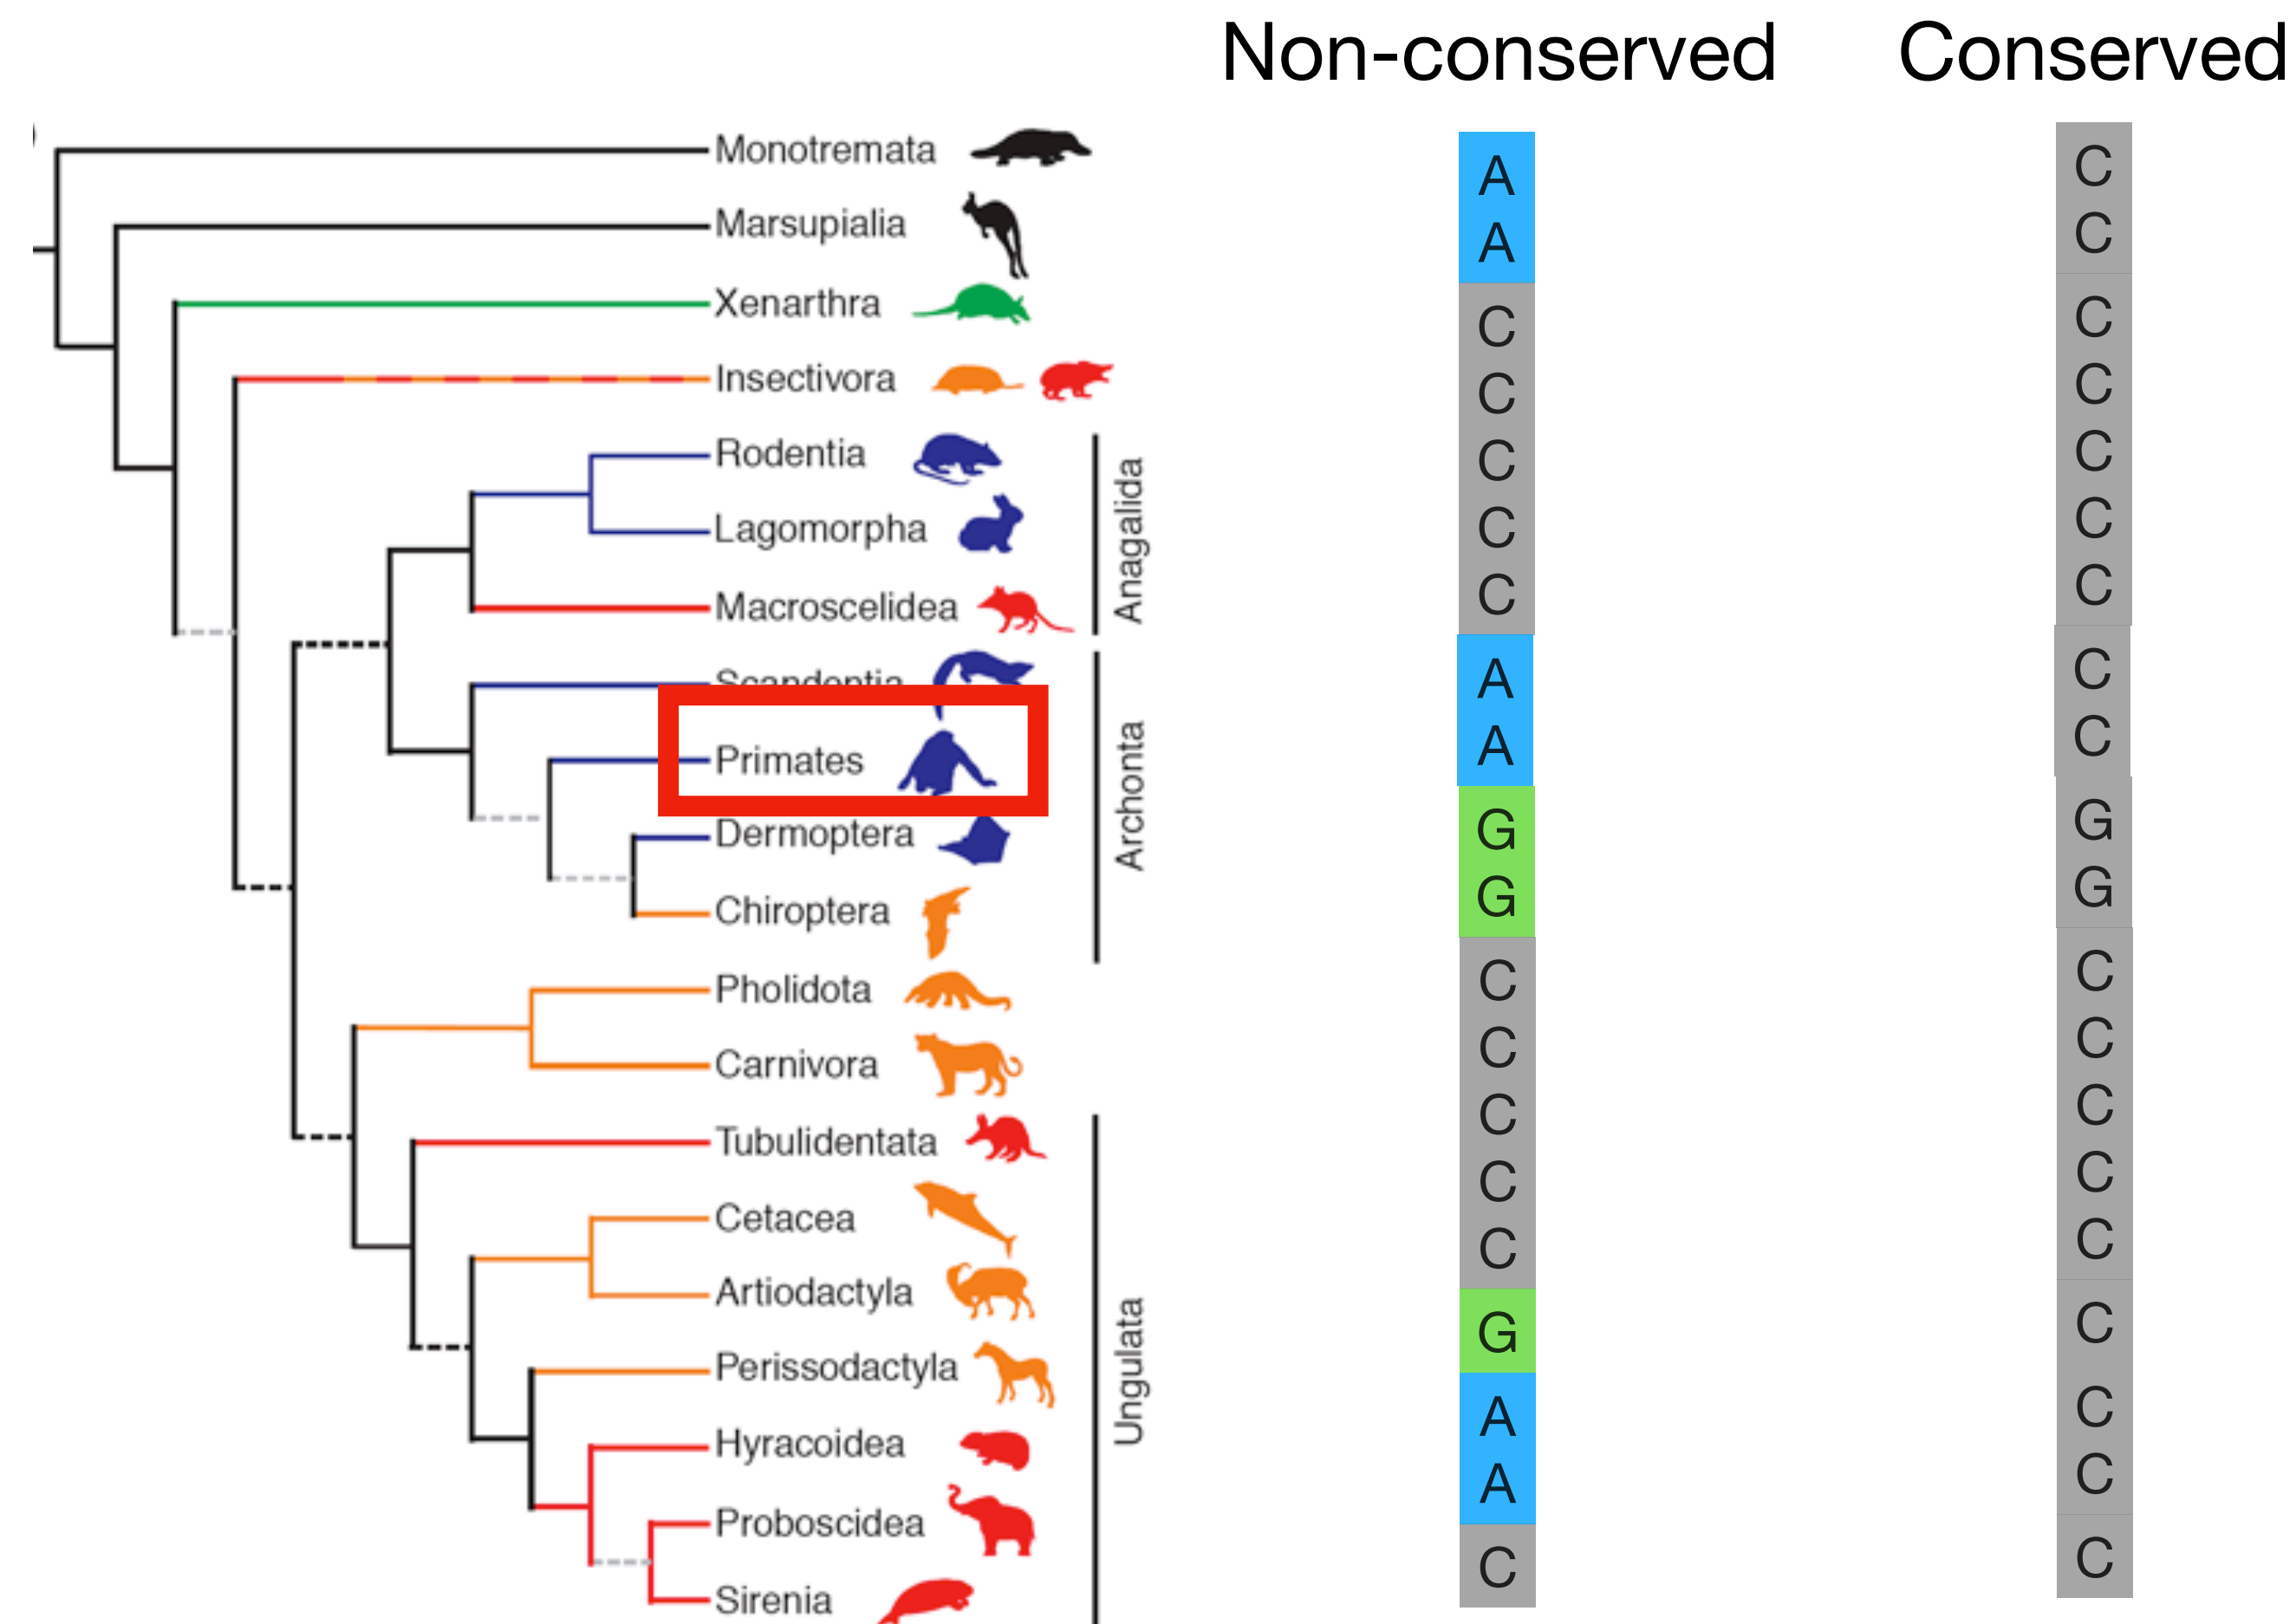 Non-conserved
Conserved
Monotremata
Marsupialia
Xenarthra
Insectivora
Rodentia
Lagomorpha
Macroscelidea
Scandentia
Primates
Dermoptera
Chiroptera
Pholidota
Carnivora
Tubulidentata
Cetacea
Artiodactyla
Perissodactyla
Hyracoidea
Proboscidea
Sirenia
Anagalida
Archonta
Ungulata
A
A
C
C
C
C
C
A
A
G
G
C
C
C
C
C
G
A
A
C
C
C
C
C
C
C
C
C
C
G
G
C
C
C
C
C
C
C
C
C